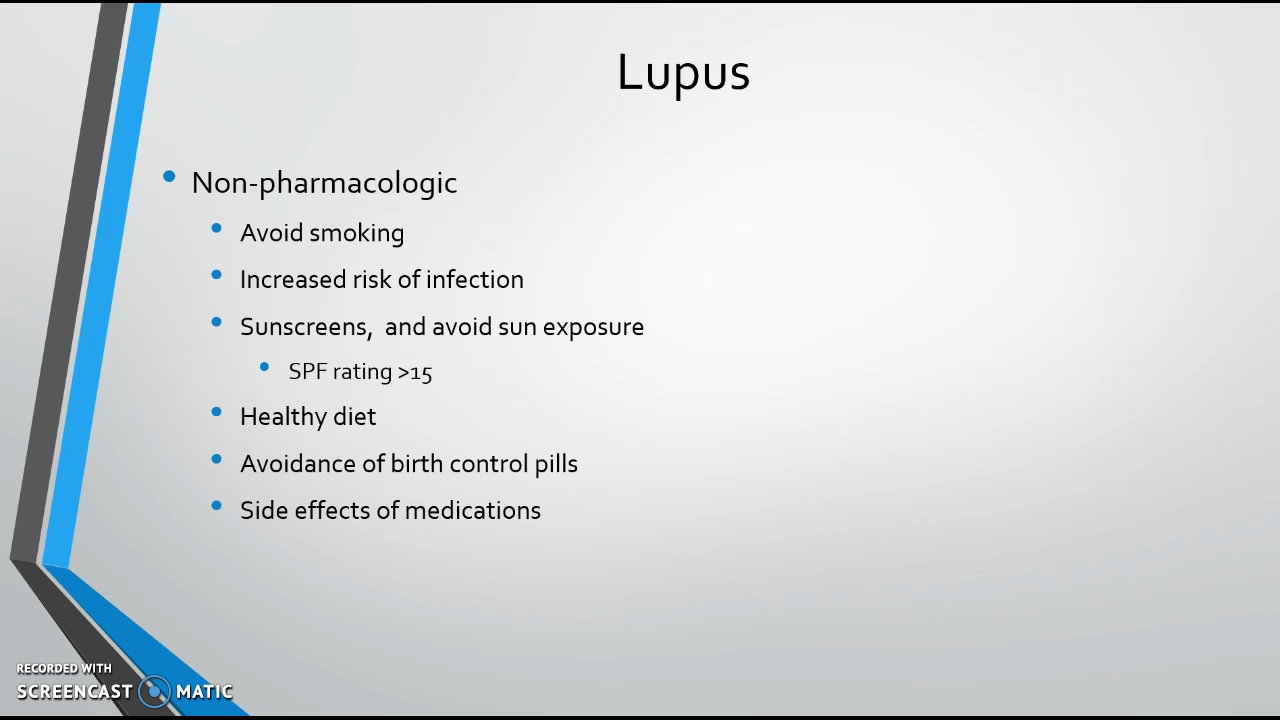 Lupus
Non-pharmacologic
Avoid smoking
Increased risk of infection
Sunscreens,  and avoid sun exposure
SPF rating >15
Healthy diet
Avoidance of birth control pills
Side effects of medications
RECORDED WITH
SCREENCAST MATIC